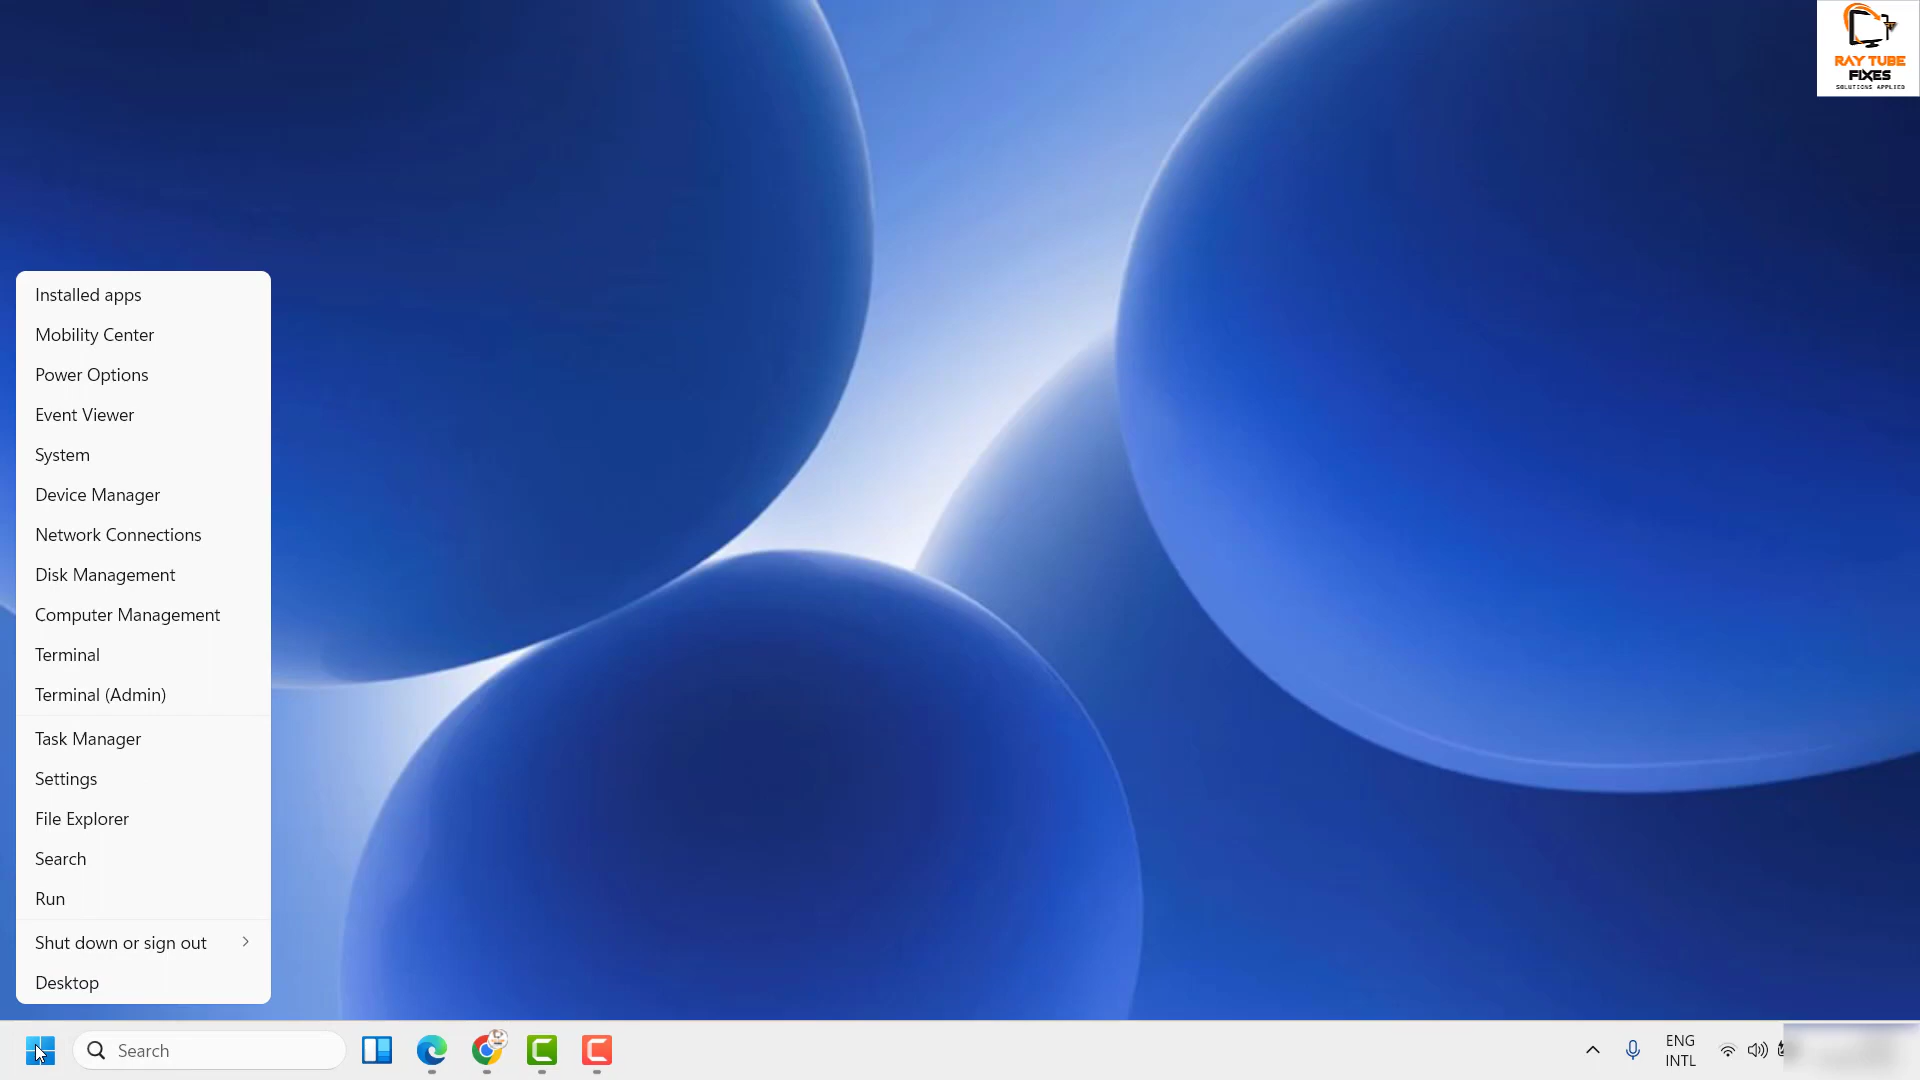 RAY TUBE
FIXES
SOLUTIONS APPLIED
Installed apps
Mobility Center
Power Options
Event Viewer
System
Device Manager
Network Connections
Disk Management
Computer Management
Terminal
Terminal (Admin)
Task Manager
Settings
File Explorer
Search
Run
Shut down or sign out
Desktop
Search
ENG
INTL